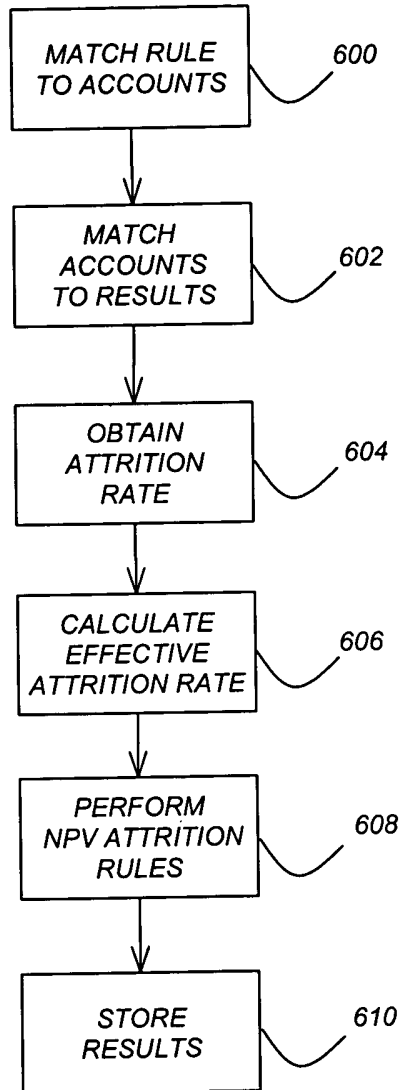 MATCH RULE
TO ACCOUNTS
600
MATCH
ACCOUNTS
TO RESULTS
602
OBTAIN
ATTRITION
RATE
604
CALCULATE
EFFECTIVE
ATTRITION RATE
606
PERFORM
NPV ATTRITION
RULES
608
STORE
RESULTS
610